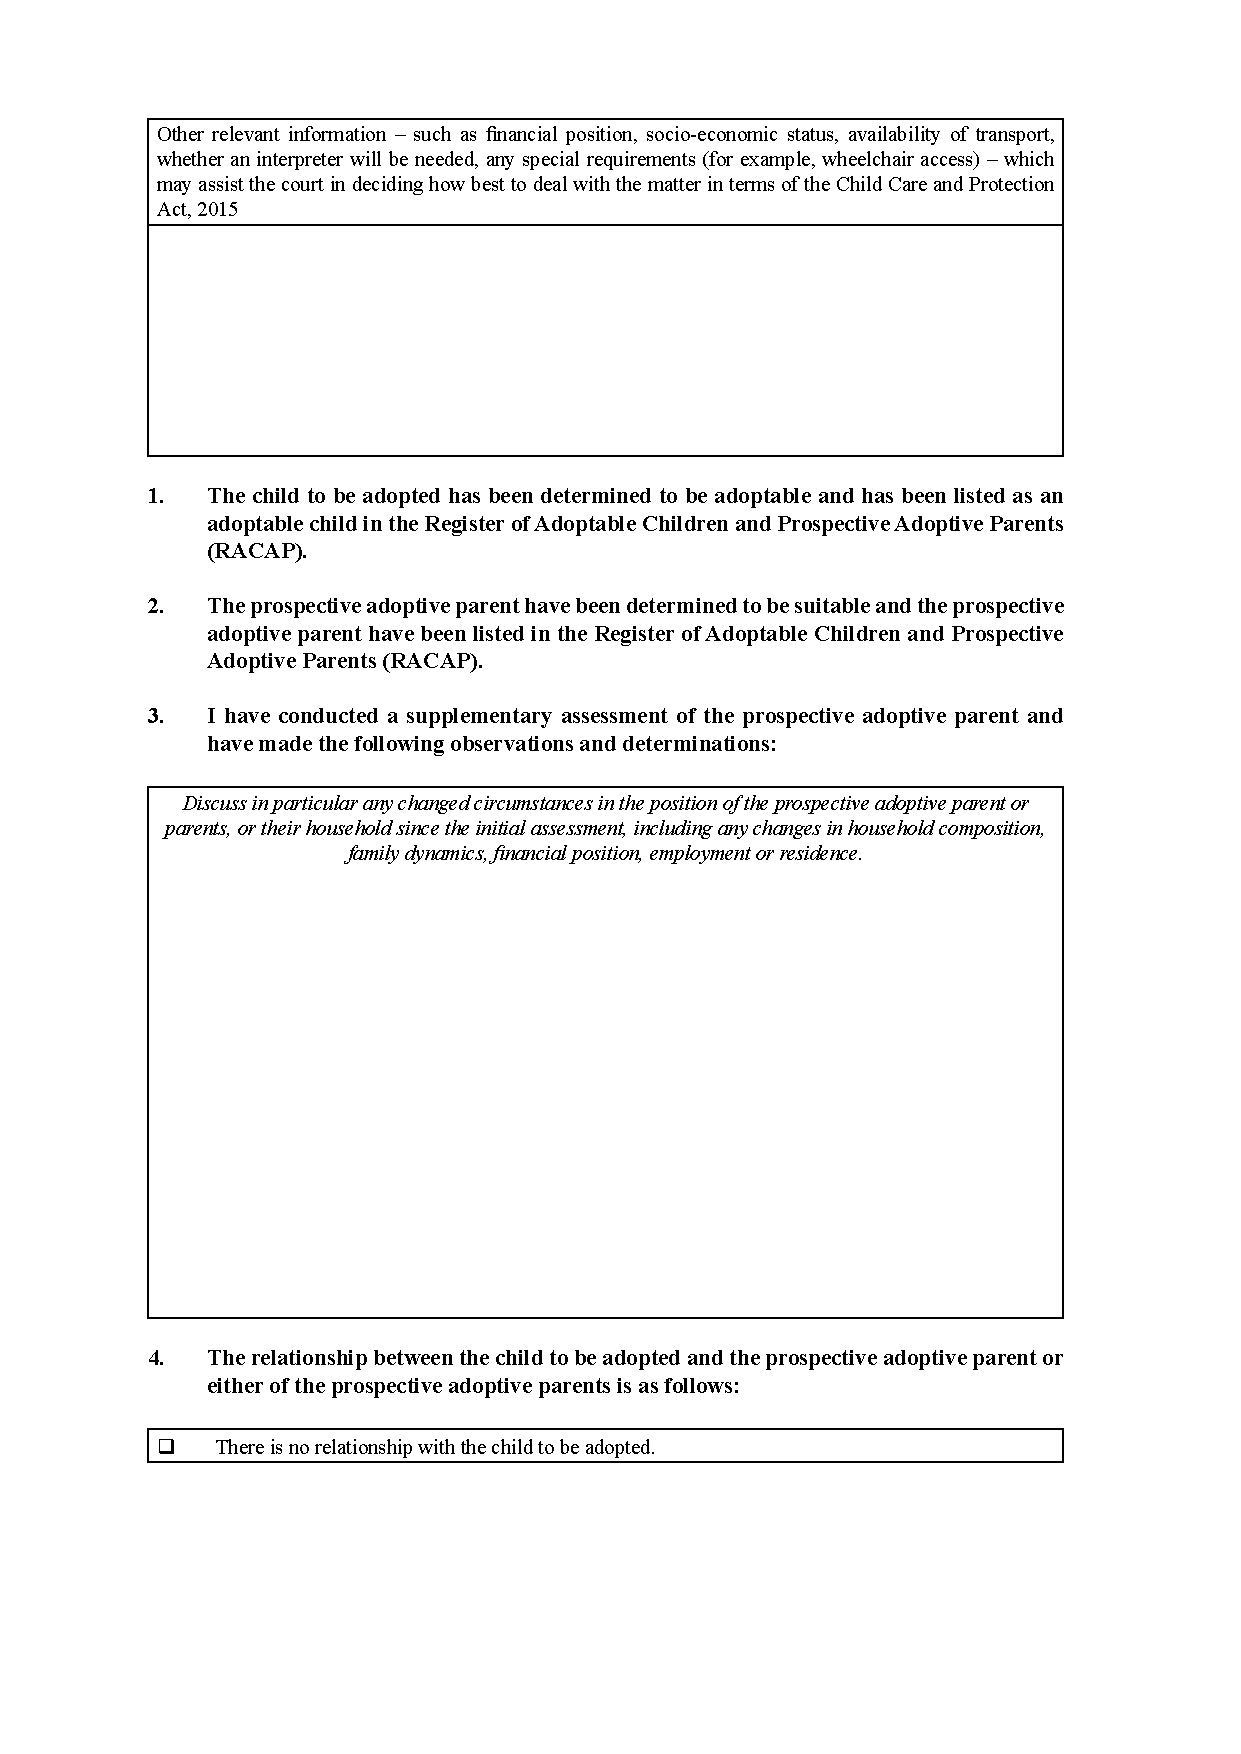 Other relevant information – such as financial position, socio-economic status, availability of transport,
whether an interpreter will be needed, any special requirements (for example, wheelchair access) – which
may assist the court in deciding how best to deal with the matter in terms of the Child Care and Protection
Act, 2015
1. The child to be adopted has been determined to be adoptable and has been listed as an
adoptable child in the Register of Adoptable Children and Prospective Adoptive Parents
(RACAP).
2. The prospective adoptive parent have been determined to be suitable and the prospective
adoptive parent have been listed in the Register of Adoptable Children and Prospective
Adoptive Parents (RACAP).
3. I have conducted a supplementary assessment of the prospective adoptive parent and
have made the following observations and determinations:
Discuss in particular any changed circumstances in the position of the prospective adoptive parent or
parents, or their household since the initial assessment, including any changes in household composition,
family dynamics, financial position, employment or residence.
4. The relationship between the child to be adopted and the prospective adoptive parent or
either of the prospective adoptive parents is as follows:
❑ There is no relationship with the child to be adopted.